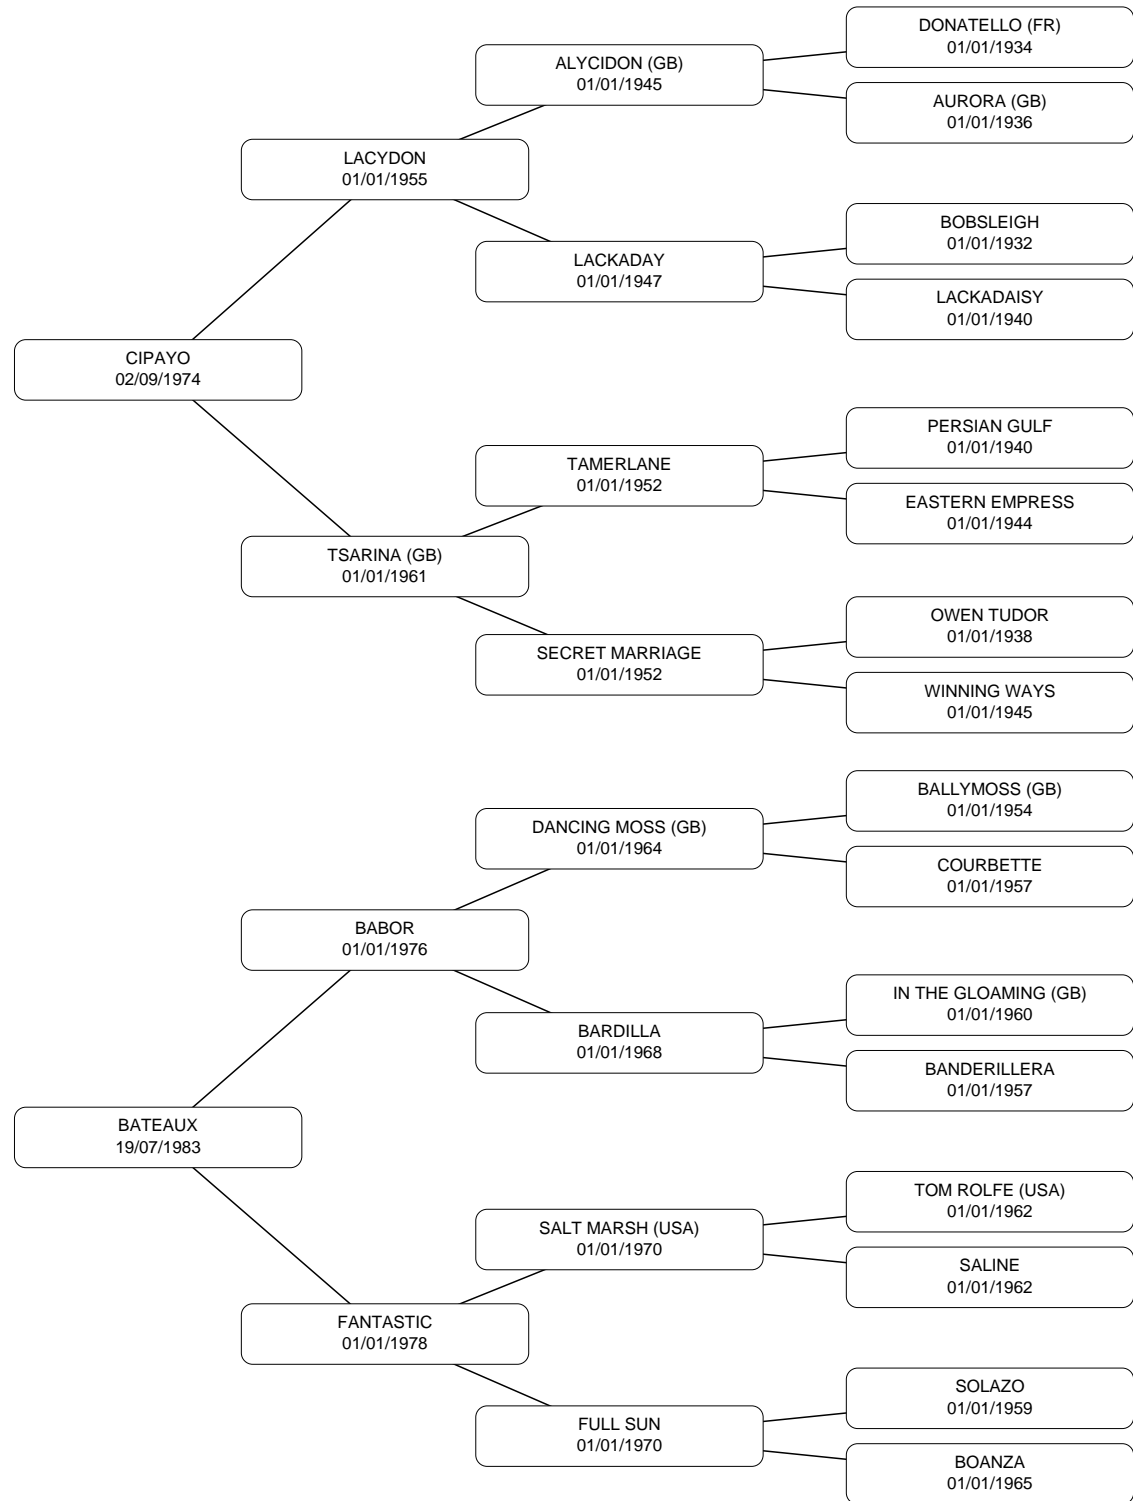 DONATELLO (FR)
01/01/1934
ALYCIDON (GB)
01/01/1945
AURORA (GB)
01/01/1936
LACYDON
01/01/1955
BOBSLEIGH
01/01/1932
LACKADAY
01/01/1947
LACKADAISY
01/01/1940
CIPAYO
02/09/1974
PERSIAN GULF
01/01/1940
TAMERLANE
01/01/1952
EASTERN EMPRESS
01/01/1944
TSARINA (GB)
01/01/1961
OWEN TUDOR
01/01/1938
SECRET MARRIAGE
01/01/1952
WINNING WAYS
01/01/1945
BALLYMOSS (GB)
01/01/1954
DANCING MOSS (GB)
01/01/1964
COURBETTE
01/01/1957
BABOR
01/01/1976
IN THE GLOAMING (GB)
01/01/1960
BARDILLA
01/01/1968
BANDERILLERA
01/01/1957
BATEAUX
19/07/1983
TOM ROLFE (USA)
01/01/1962
SALT MARSH (USA)
01/01/1970
SALINE
01/01/1962
FANTASTIC
01/01/1978
SOLAZO
01/01/1959
FULL SUN
01/01/1970
BOANZA
01/01/1965